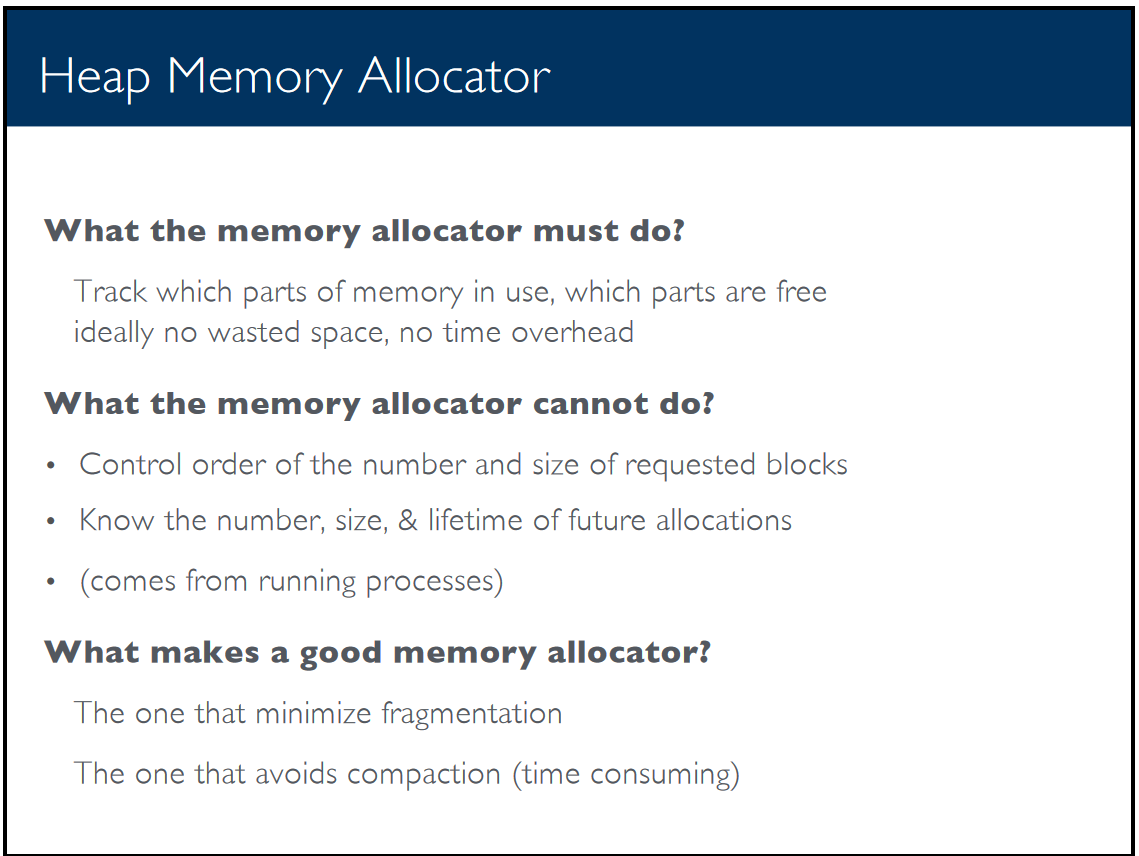 Heap Memory Allocator
What the memory allocator must do?
Track which parts of memory in use, which parts are free
ideally no wasted space, no time overhead
What the memory allocator cannot do?
• Control order of the number and size of requested blocks
• Know the number, size, & lifetime of future allocations
• (comes from running processes)
What makes a good memory allocator?
The one that minimize fragmentation
The one that avoids compaction (time consuming)